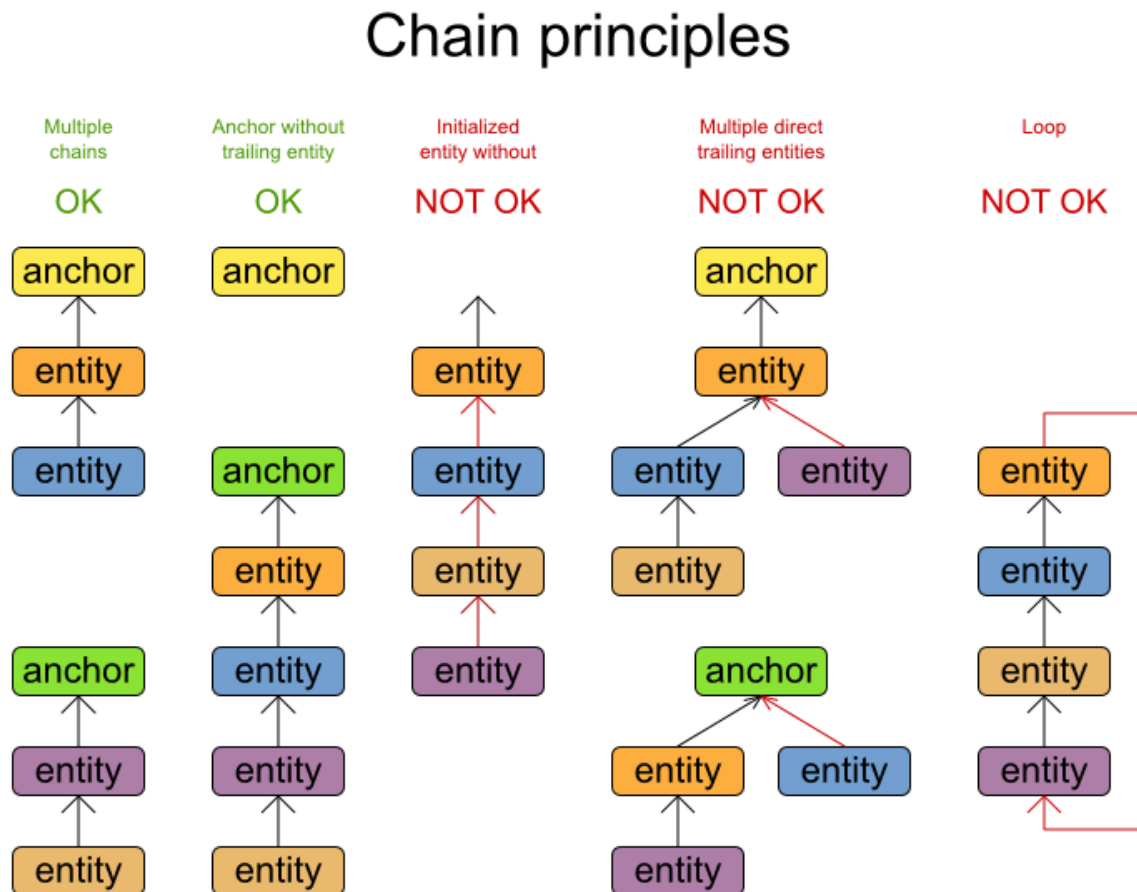 Chain principles
Multiple
chains
OK
Anchor without
trailing entity
OK
Initialized
entity without
NOT OK
Multiple direct
trailing entities
NOT OK
Loop
NOT OK
anchor
entity
entity
anchor
entity
entity
anchor
anchor
entity
entity
entity
entity
entity
entity
entity
entity
anchor
entity
entity
entity
entity
anchor
entity
entity
entity
entity
entity
entity
entity